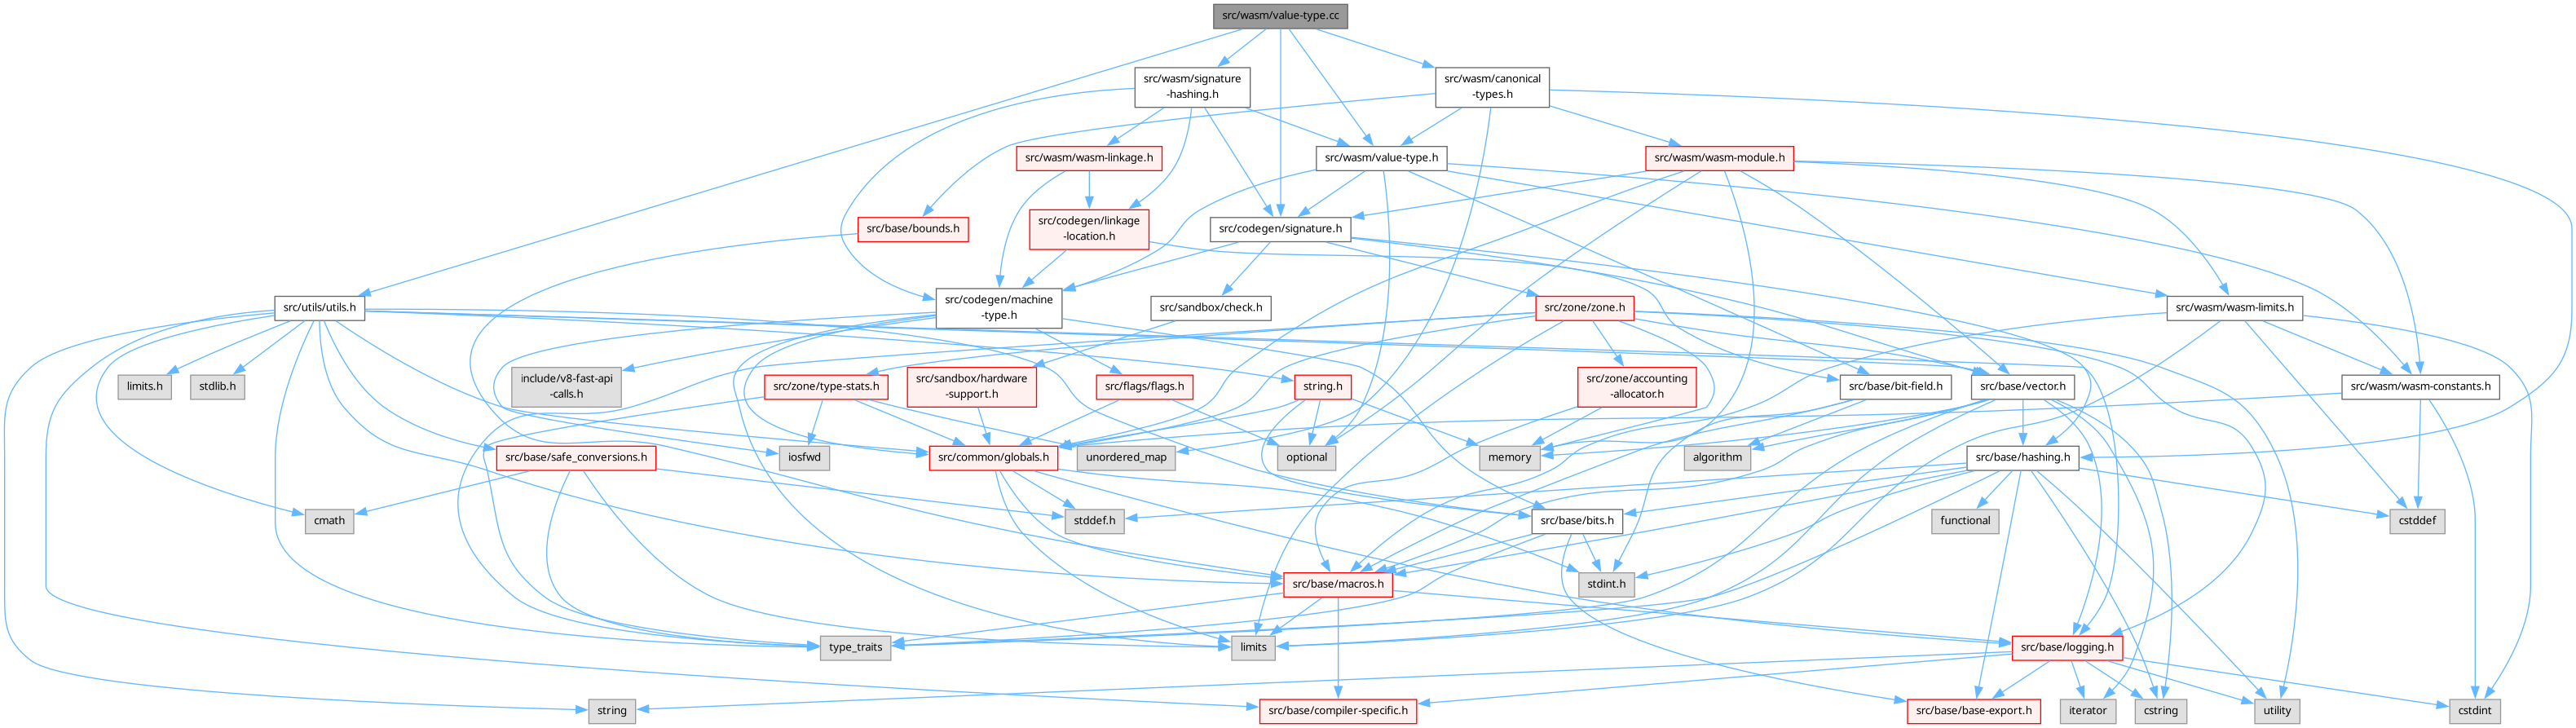 src/wasm/value-type.cc
src/wasm/signature
-hashing.h
src/wasm/canonical
-types.h
src/wasm/wasm-linkage.h
src/wasm/value-type.h
src/wasm/wasm-module.h
src/base/bounds.h
src/codegen/linkage
-location.h
src/codegen/signature.h
src/utils/utils.h
src/codegen/machine
-type.h
src/sandbox/check.h
src/zone/zone.h
src/wasm/wasm-limits.h
limits.h
stdlib.h
include/v8-fast-api
-calls.h
src/zone/type-stats.h
src/sandbox/hardware
-support.h
src/flags/flags.h
string.h
src/zone/accounting
-allocator.h
src/base/bit-field.h
src/base/vector.h
src/wasm/wasm-constants.h
src/base/safe_conversions.h
iosfwd
src/common/globals.h
unordered_map
optional
memory
algorithm
src/base/hashing.h
cmath
stddef.h
src/base/bits.h
functional
cstddef
src/base/macros.h
stdint.h
type_traits
limits
src/base/logging.h
string
src/base/compiler-specific.h
src/base/base-export.h
iterator
cstring
utility
cstdint